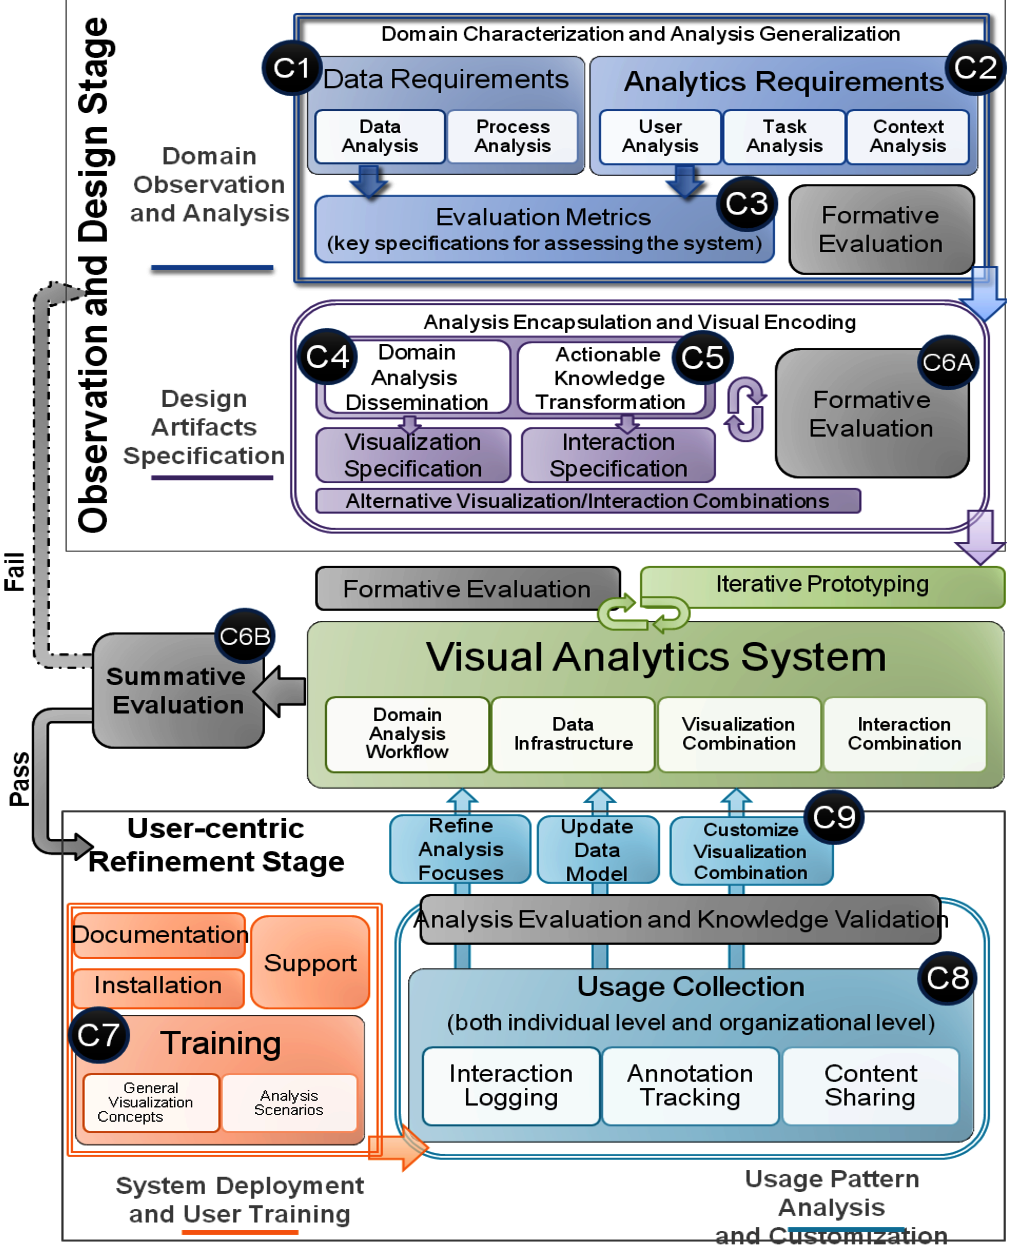 Observation and Design Stage
Domain Characterization and Analysis Generalization
C1
Data Requirements
Data
Analysis
Process
Analysis
C2
Analytics Requirements
User
Analysis
Task
Analysis
Context
Analysis
Domain
Observation
and Analysis
C3
Evaluation Metrics
(key specifications for assessing the system)
Formative
Evaluation
Analysis Encapsulation and Visual Encoding
C4
Domain
Analysis
Dissemination
Actionable
Knowledge
Transformation
C5
C6A
Formative
Evaluation
Design
Artifacts
Specification
Visualization
Specification
Interaction
Specification
Alternative Visualization/Interaction Combinations
Fail
Formative Evaluation
Iterative Prototyping
C6B
Summative
Evaluation
Visual Analytics System
Domain
Analysis
Workflow
Data
Infrastructure
Visualization
Combination
Interaction
Combination
Pass
User-centric
Refinement Stage
Refine
Analysis
Focuses
Update
Data
Model
Customize
Visualization
Combination
C9
Analysis Evaluation and Knowledge Validation
Documentation
Installation
Support
C7
Training
General
Visualization
Concepts
Analysis
Scenarios
C8
Usage Collection
(both individual level and organizational level)
Interaction
Logging
Annotation
Tracking
Content
Sharing
System Deployment
and User Training
Usage Pattern
Analysis
and Customization